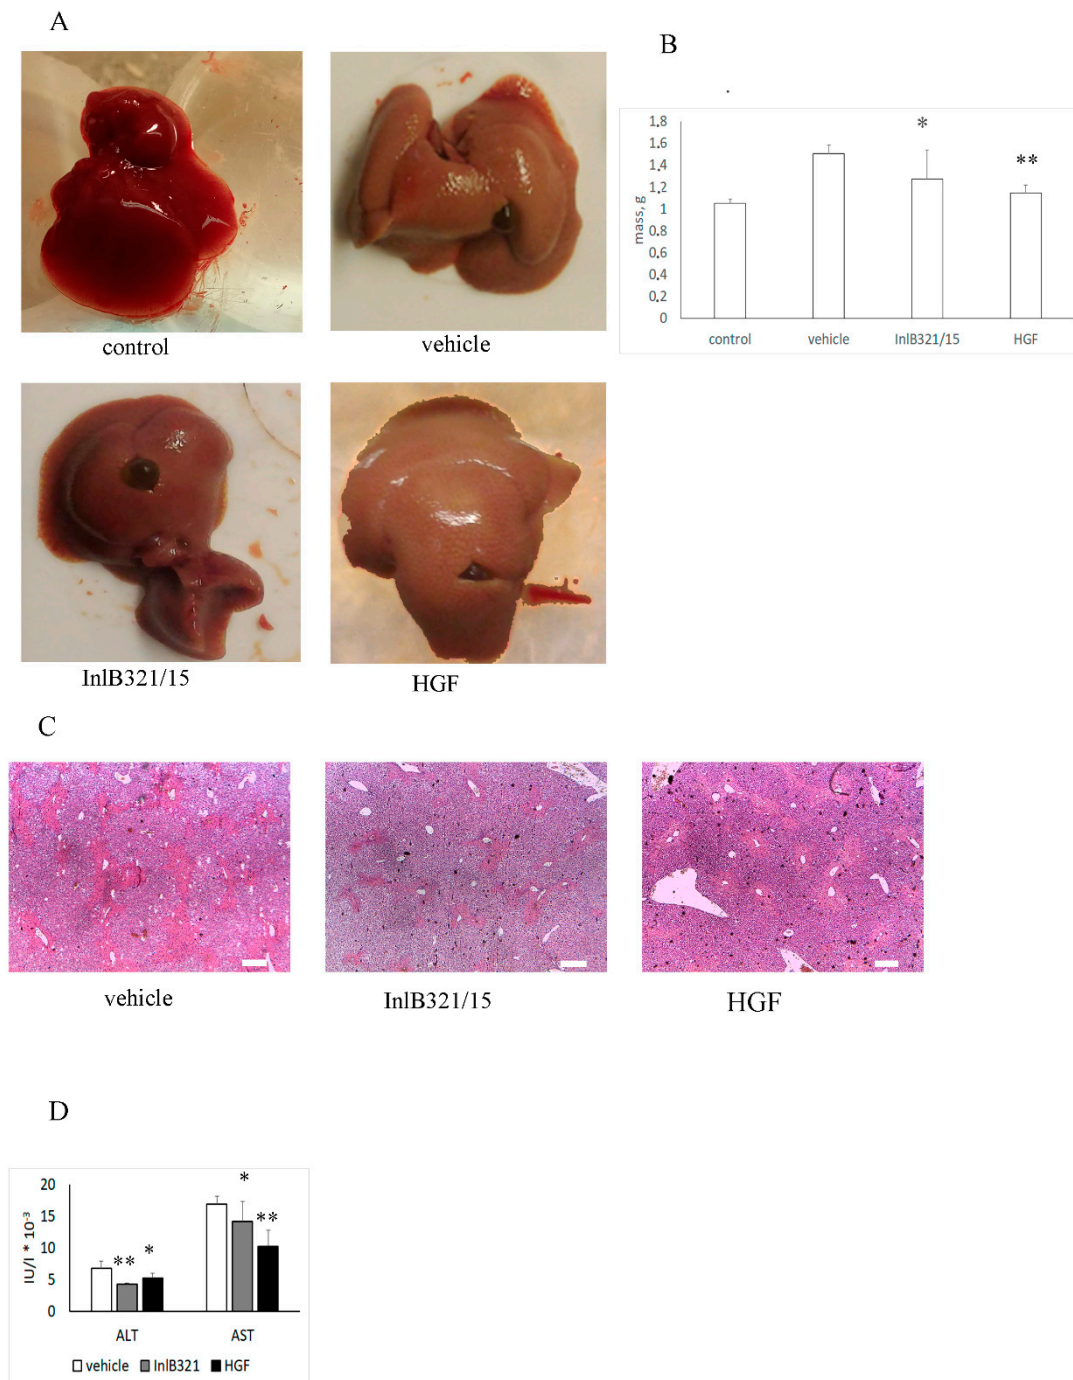 A
control
vehicle
InlB321/15
HGF
B
1.8
1.6
1.4
1.2
1
0.8
0.6
0.4
0.2
0
mass, g
*
**
control
vehicle
InlB321/15
HGF
C
vehicle
InlB321/15
HGF
D
20
15
10
5
0
IU/l * 10⁻³
**
*
*
**
ALT
AST
vehicle InlB321 HGF